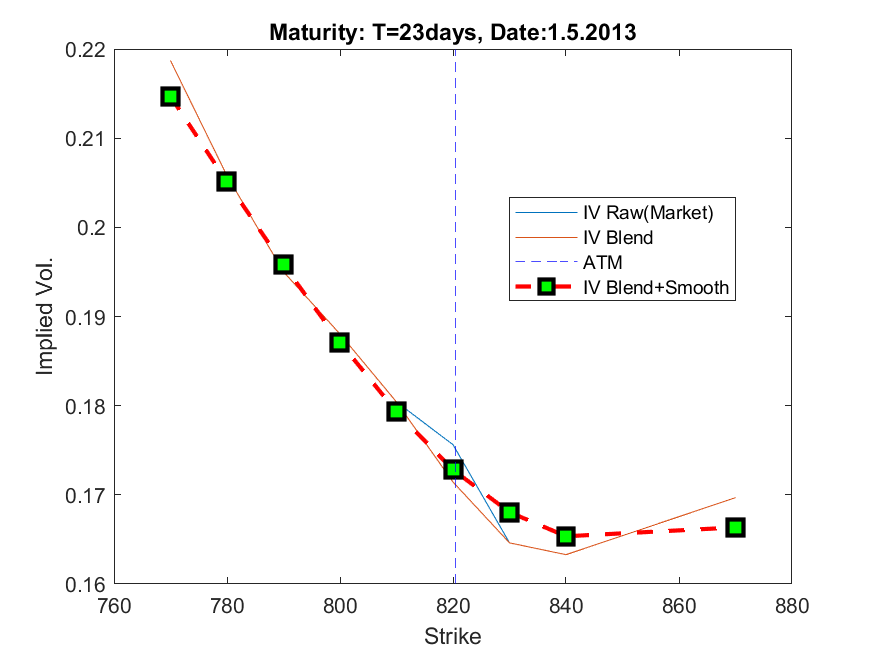 Maturity: T=23days, Date:1.5.2013
0.22
0.21
0.2
0.19
0.18
0.17
0.16
Implied Vol.
IV Raw(Market)
IV Blend
ATM
IV Blend+Smooth
760
780
800
820
840
860
880
Strike